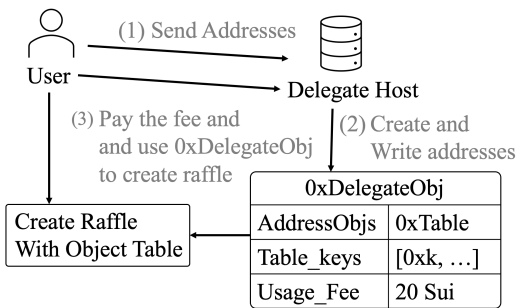 (1) Send Addresses
User
Delegate Host
(3) Pay the fee and
and use 0xDelegateObj
to create raffle
(2) Create and
Write addresses
0xDelegateObj
AddressObjs 0xTable
Table_keys [0xk, …]
Usage_Fee 20 Sui
Create Raffle
With Object Table